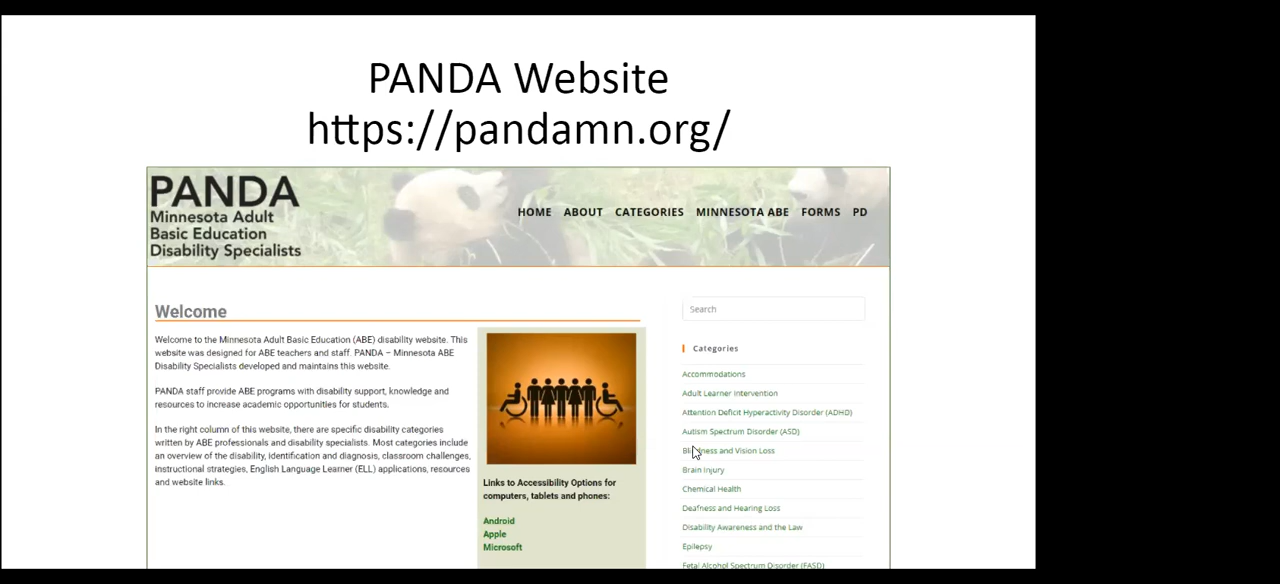 PANDA Website
https://pandamn.org/
PANDA
Minnesota Adult
Basic Education
Disability Specialists
HOME ABOUT CATEGORIES MINNESOTA ABE FORMS PD
Welcome
Welcome to the Minnesota Adult Basic Education (ABE) disability website. This
website was designed for ABE teachers and staff. PANDA – Minnesota ABE
Disability Specialists developed and maintains this website.
PANDA staff provide ABE programs with disability support, knowledge and
resources to increase academic opportunities for students.
In the right column of this website, there are specific disability categories
written by ABE professionals and disability specialists. Most categories include
an overview of the disability, identification and diagnosis, classroom challenges,
instructional strategies, English Language Learner (ELL) applications, resources
and website links.
Links to Accessibility Options for
computers, tablets and phones:
Android
Apple
Microsoft
Search
Categories
Accommodations
Adult Learner Intervention
Attention Deficit Hyperactivity Disorder (ADHD)
Autism Spectrum Disorder (ASD)
Blindness and Vision Loss
Brain Injury
Chemical Health
Deafness and Hearing Loss
Disability Awareness and the Law
Epilepsy
Fetal Alcohol Spectrum Disorder (FASD)